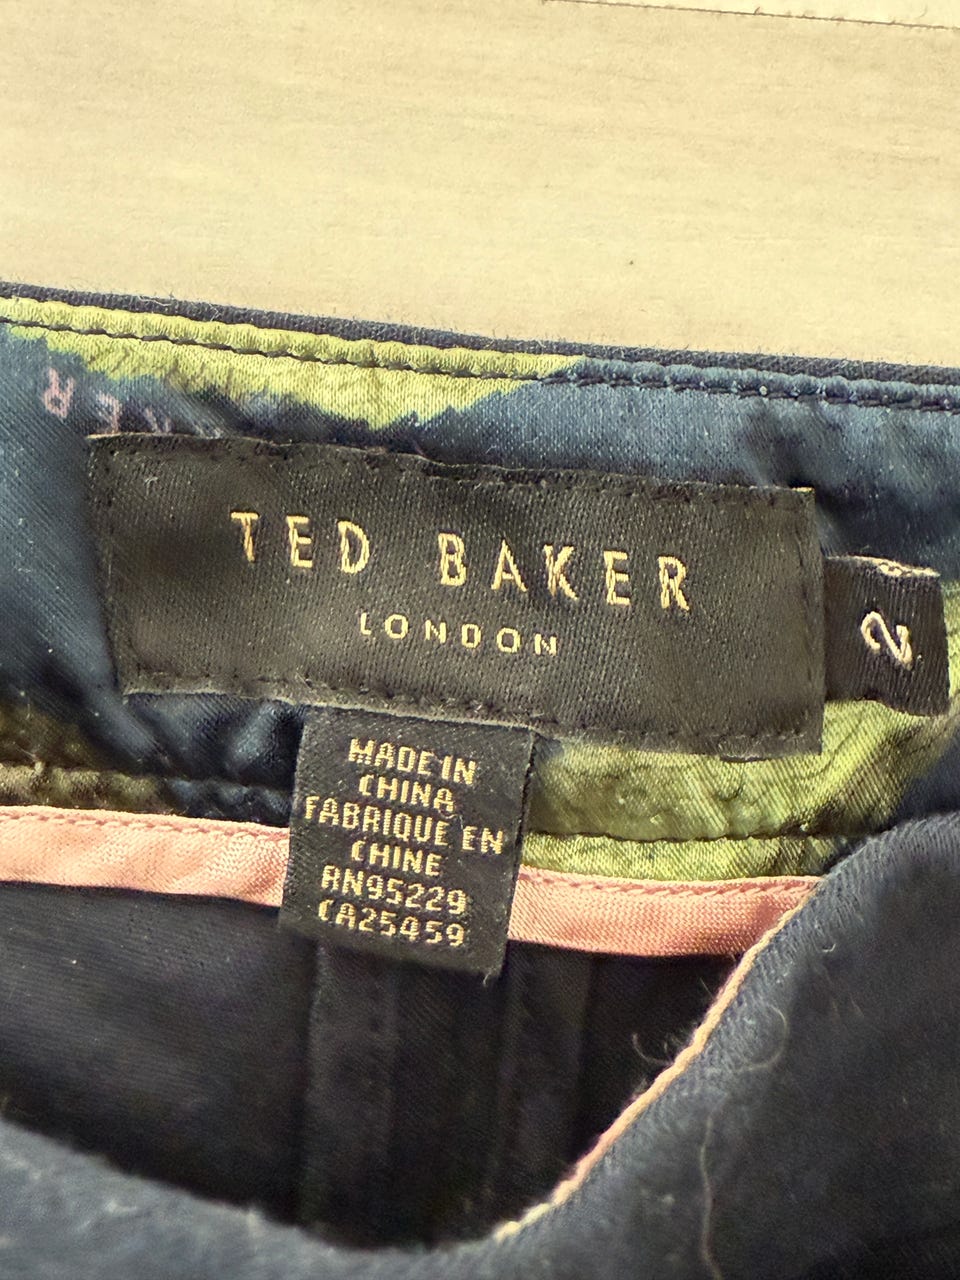 TED BAKER
LONDON
2
MADE IN
CHINA
FABRIQUE EN
CHINE
RN95229
CA25459